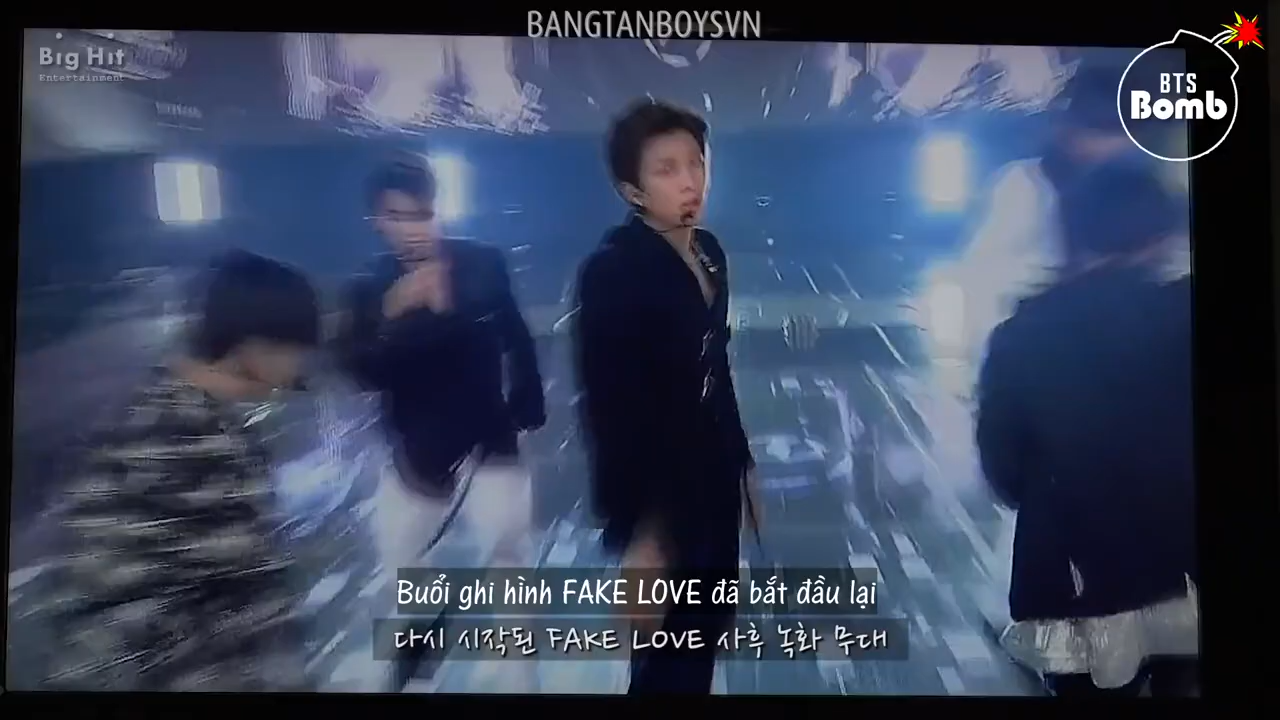 BANGTANBOYSVN
Big Hit
Entertainment
BTS
Bomb
Buổi ghi hình FAKE LOVE đã bắt đầu lại
다시 시작된 FAKE LOVE 사후 녹화 무대